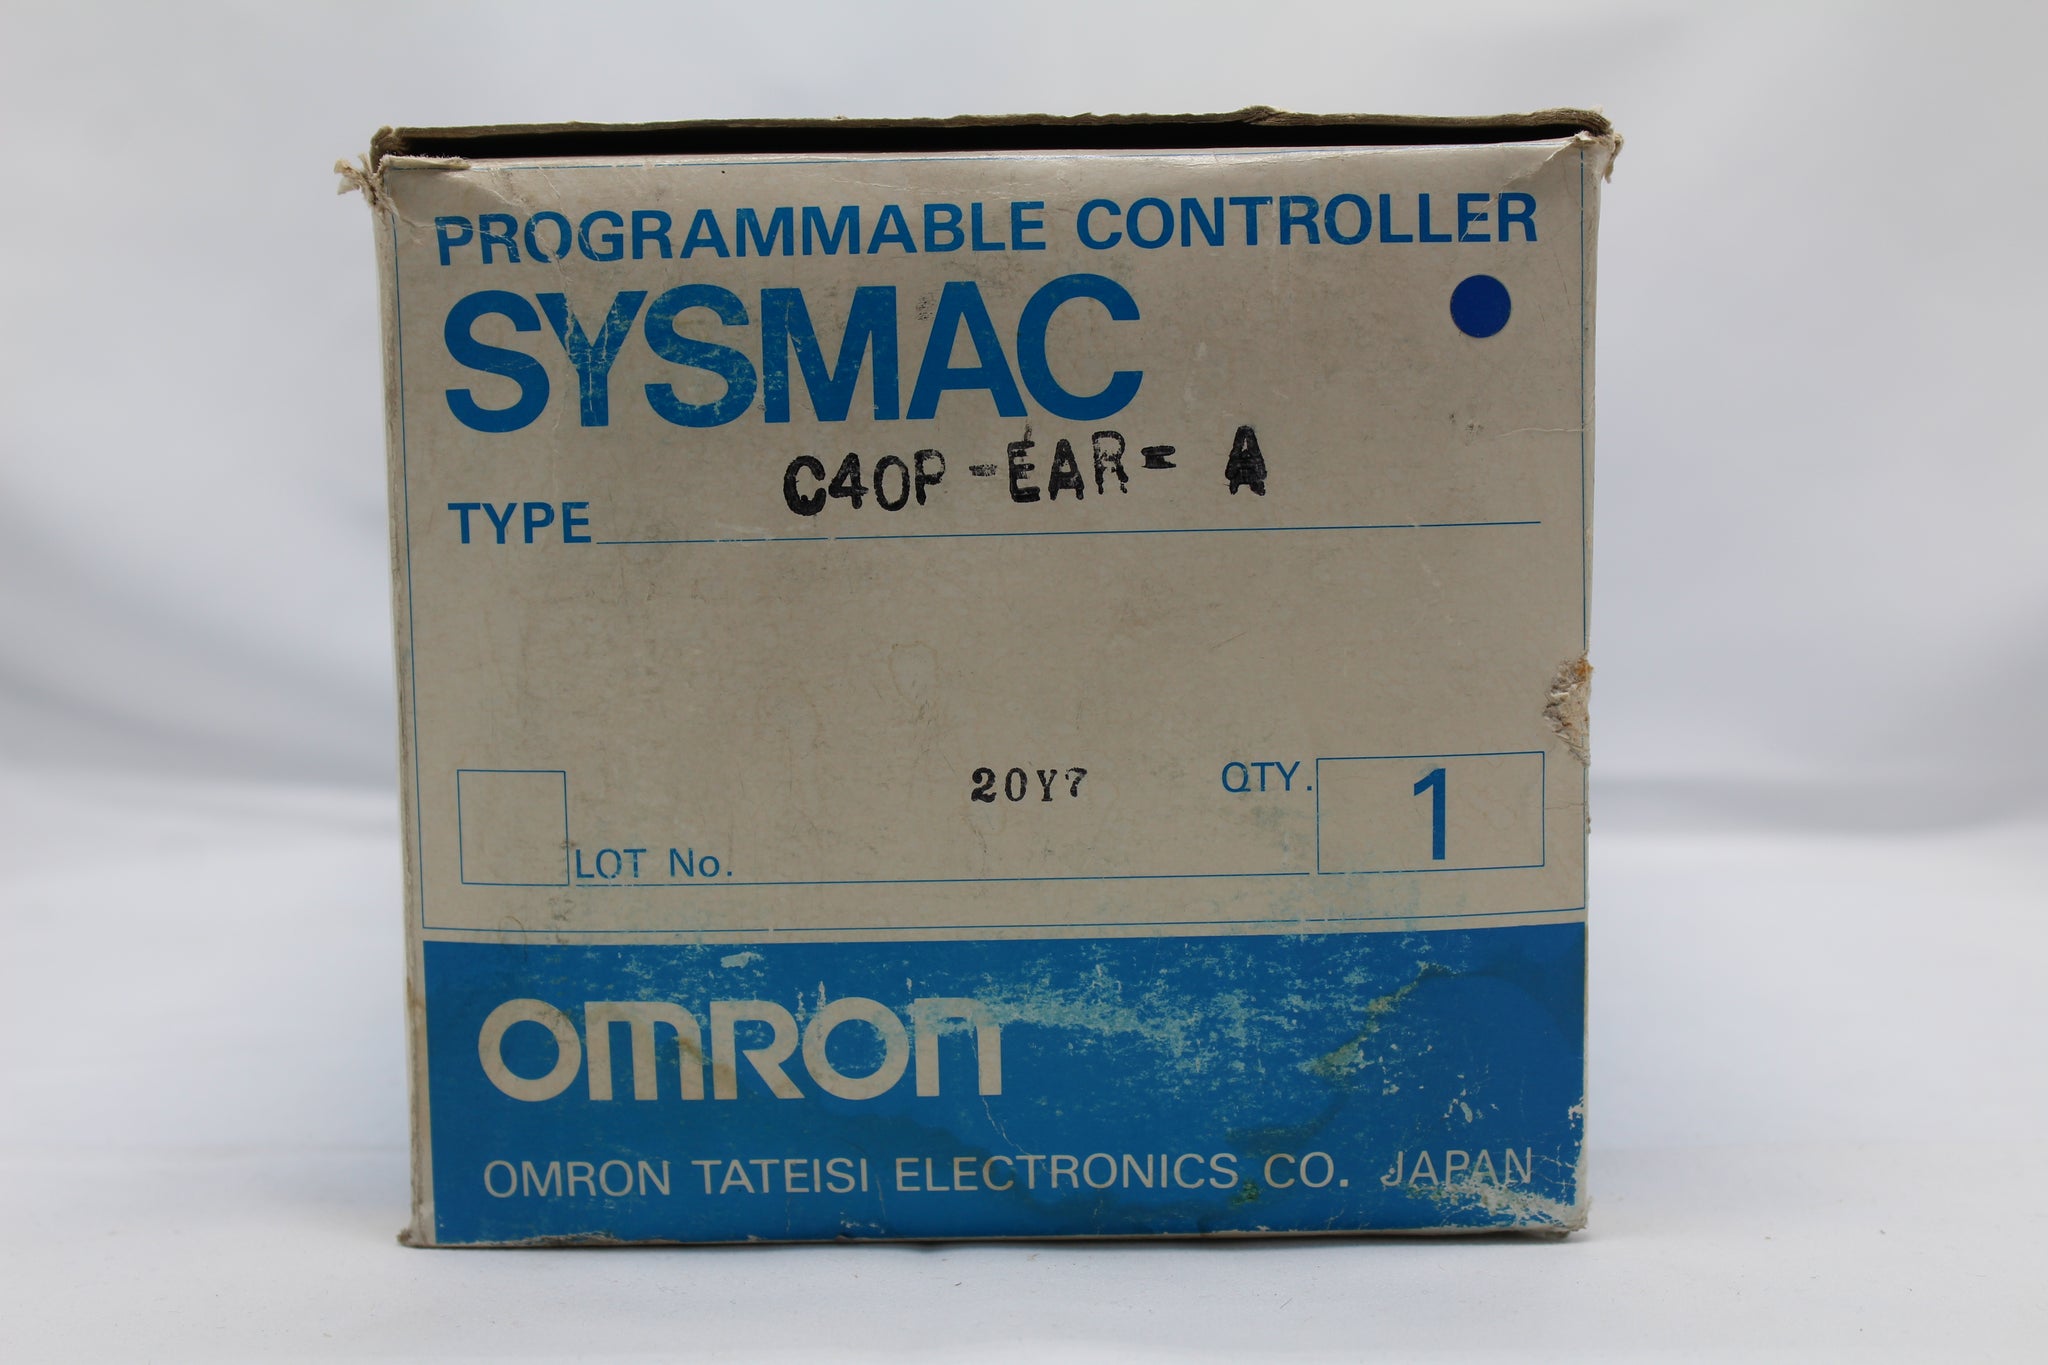 PROGRAMMABLE CONTROLLER
SYSMAC
C40P-EAR-A
TYPE
20Y7
QTY. 1
LOT No.
OMRON
OMRON TATEISI ELECTRONICS CO. JAPAN